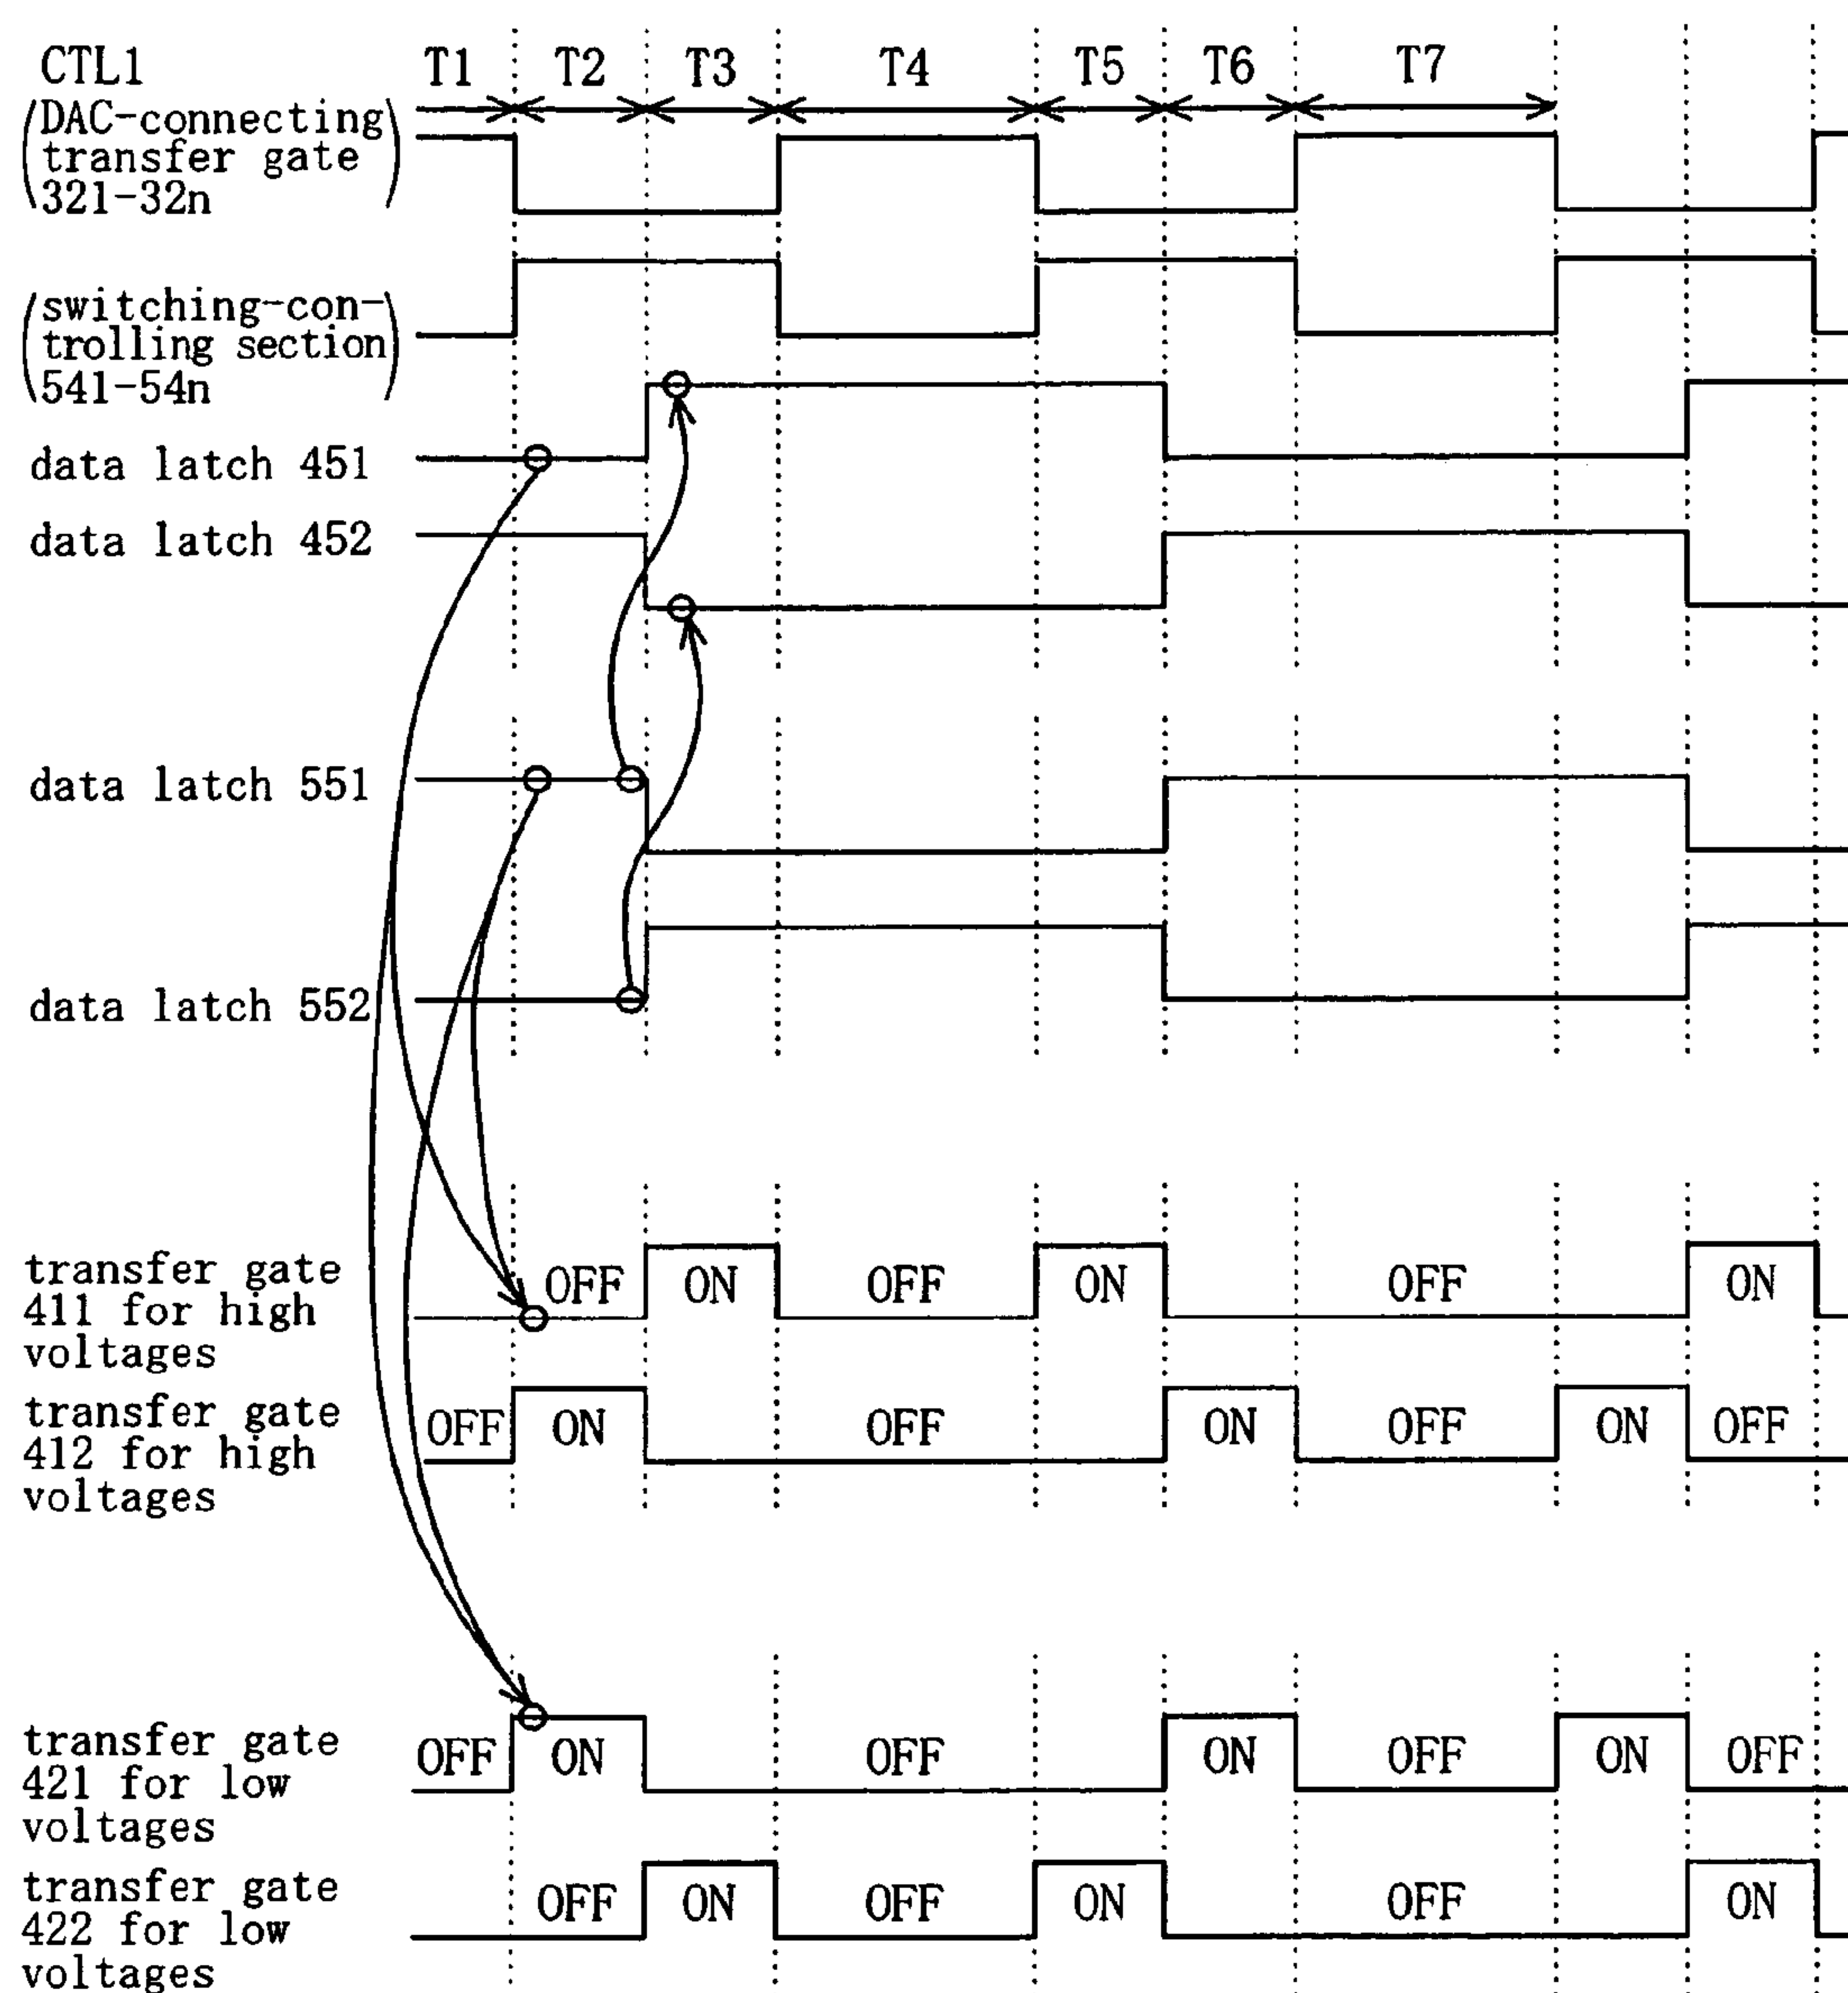 CTL1 T1 T2 T3 T4 T5 T6 T7
(DAC-connecting
transfer gate
321-32n)
(switching-con-
trolling section
541-54n)
data latch 451
data latch 452
data latch 551
data latch 552
transfer gate
411 for high
voltages
OFF ON OFF ON OFF ON
transfer gate
412 for high
voltages
OFF ON OFF ON OFF ON OFF
transfer gate
421 for low
voltages
OFF ON OFF ON OFF ON OFF
transfer gate
422 for low
voltages
OFF ON OFF ON OFF ON